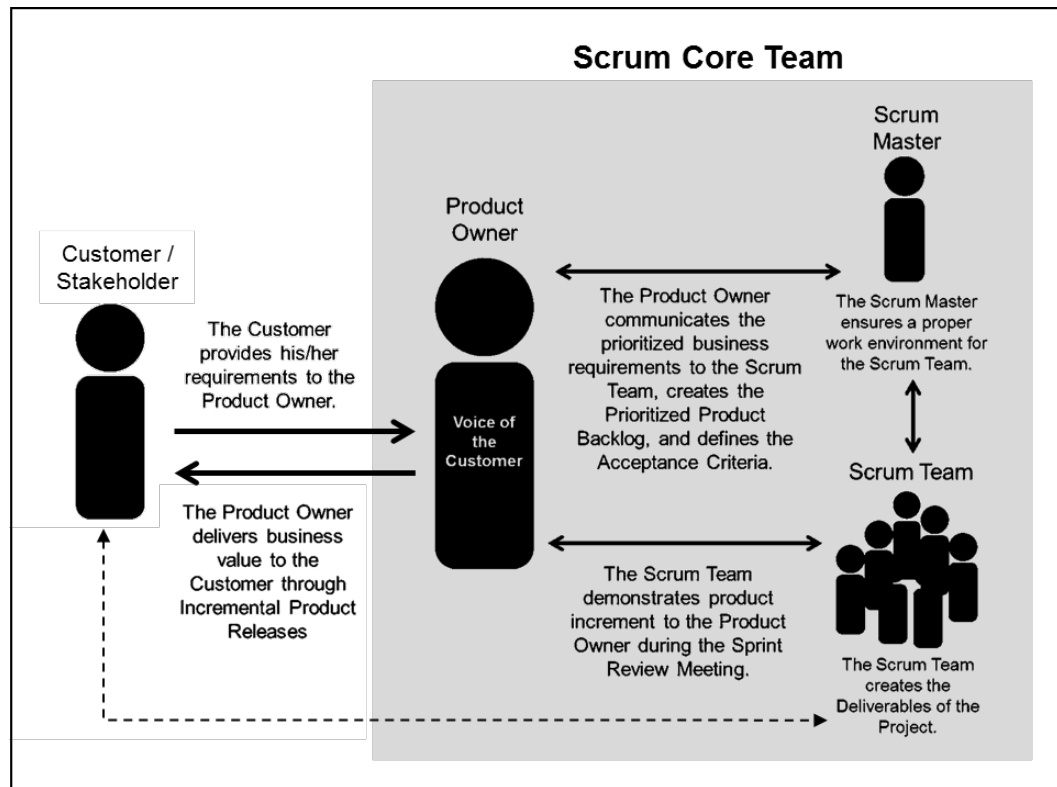 Scrum Core Team
Scrum
Master
Product
Owner
Customer /
Stakeholder
The Customer
provides his/her
requirements to the
Product Owner.
Voice of
the
Customer
The Product Owner
communicates the
prioritized business
requirements to the Scrum
Team, creates the
Prioritized Product
Backlog, and defines the
Acceptance Criteria.
The Scrum Master
ensures a proper
work environment for
the Scrum Team.
Scrum Team
The Product Owner
delivers business
value to the
Customer through
Incremental Product
Releases
The Scrum Team
demonstrates product
increment to the Product
Owner during the Sprint
Review Meeting.
The Scrum Team
creates the
Deliverables of the
Project.